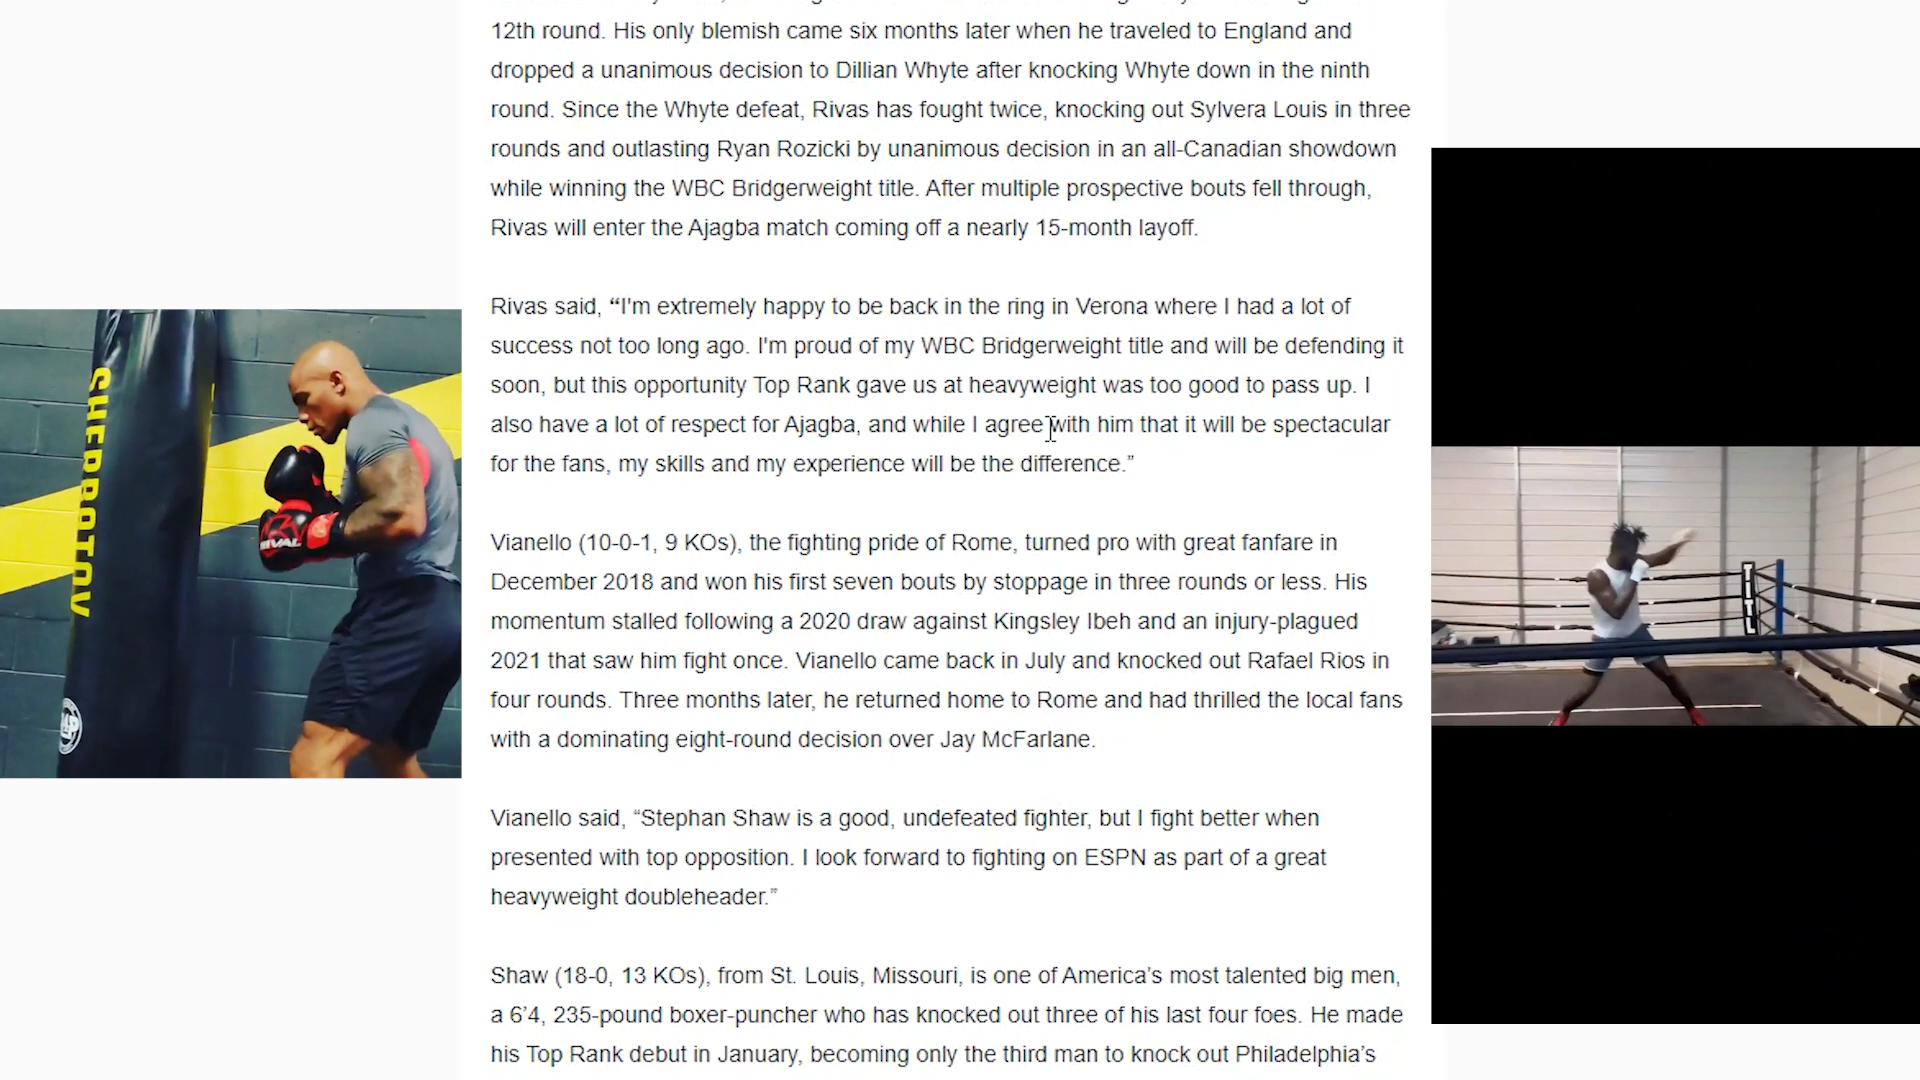 12th round. His only blemish came six months later when he traveled to England and
dropped a unanimous decision to Dillian Whyte after knocking Whyte down in the ninth
round. Since the Whyte defeat, Rivas has fought twice, knocking out Sylvera Louis in three
rounds and outlasting Ryan Rozicki by unanimous decision in an all-Canadian showdown
while winning the WBC Bridgerweight title. After multiple prospective bouts fell through,
Rivas will enter the Ajagba match coming off a nearly 15-month layoff.
Rivas said, “I'm extremely happy to be back in the ring in Verona where I had a lot of
success not too long ago. I'm proud of my WBC Bridgerweight title and will be defending it
soon, but this opportunity Top Rank gave us at heavyweight was too good to pass up. I
also have a lot of respect for Ajagba, and while I agree with him that it will be spectacular
for the fans, my skills and my experience will be the difference.”
Vianello (10-0-1, 9 KOs), the fighting pride of Rome, turned pro with great fanfare in
December 2018 and won his first seven bouts by stoppage in three rounds or less. His
momentum stalled following a 2020 draw against Kingsley Ibeh and an injury-plagued
2021 that saw him fight once. Vianello came back in July and knocked out Rafael Rios in
four rounds. Three months later, he returned home to Rome and had thrilled the local fans
with a dominating eight-round decision over Jay McFarlane.
Vianello said, “Stephan Shaw is a good, undefeated fighter, but I fight better when
presented with top opposition. I look forward to fighting on ESPN as part of a great
heavyweight doubleheader.”
Shaw (18-0, 13 KOs), from St. Louis, Missouri, is one of America’s most talented big men,
a 6’4, 235-pound boxer-puncher who has knocked out three of his last four foes. He made
his Top Rank debut in January, becoming only the third man to knock out Philadelphia’s
SHERBATOV
RIVAL
TITLE